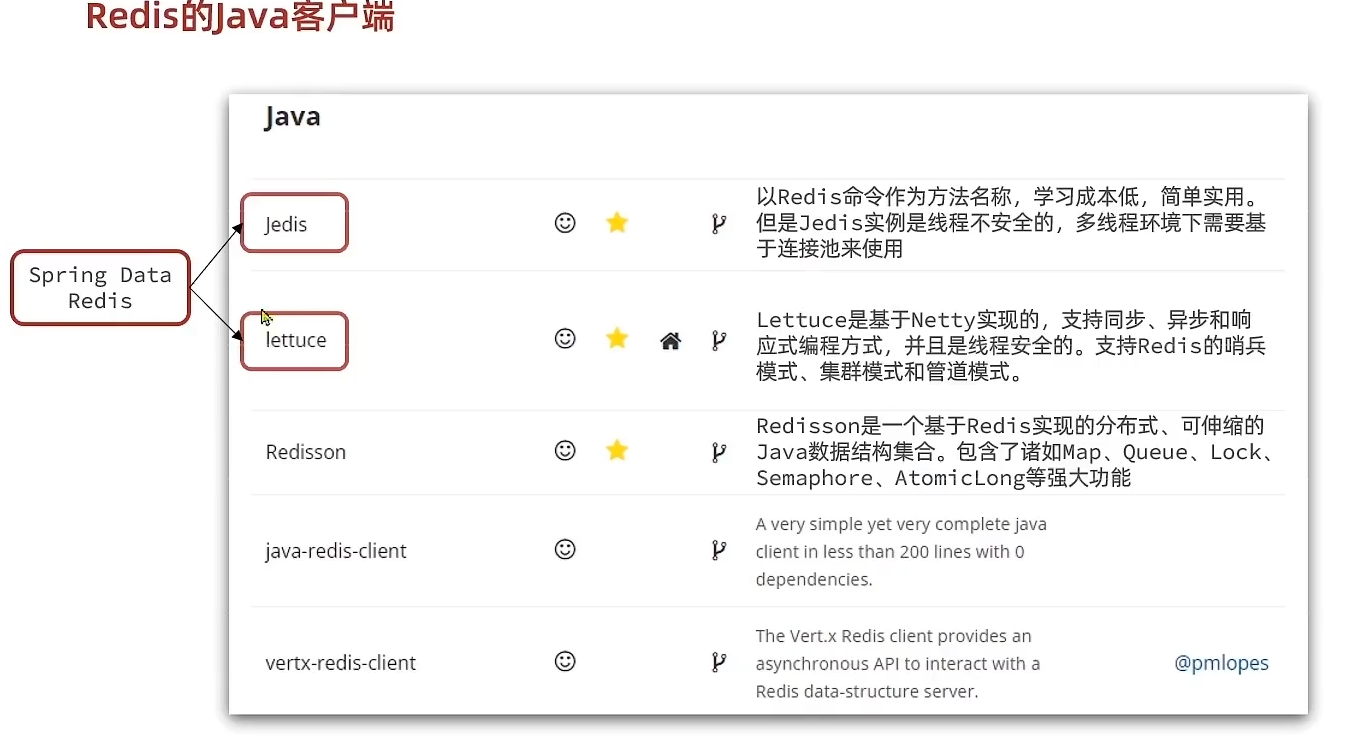 Redis的Java客户端
Java
Spring Data
Redis
Jedis
以Redis命令作为方法名称，学习成本低，简单实用。
但是Jedis实例是线程不安全的，多线程环境下需要基
于连接池来使用
lettuce
Lettuce是基于Netty实现的，支持同步、异步和响
应式编程方式，并且是线程安全的。支持Redis的哨兵
模式、集群模式和管道模式。
Redisson
Redisson是一个基于Redis实现的分布式、可伸缩的
Java数据结构集合。包含了诸如Map、Queue、Lock、
Semaphore、AtomicLong等强大功能
java-redis-client
A very simple yet very complete java
client in less than 200 lines with 0
dependencies.
vertx-redis-client
The Vert.x Redis client provides an
asynchronous API to interact with a
Redis data-structure server.
@pmlopes